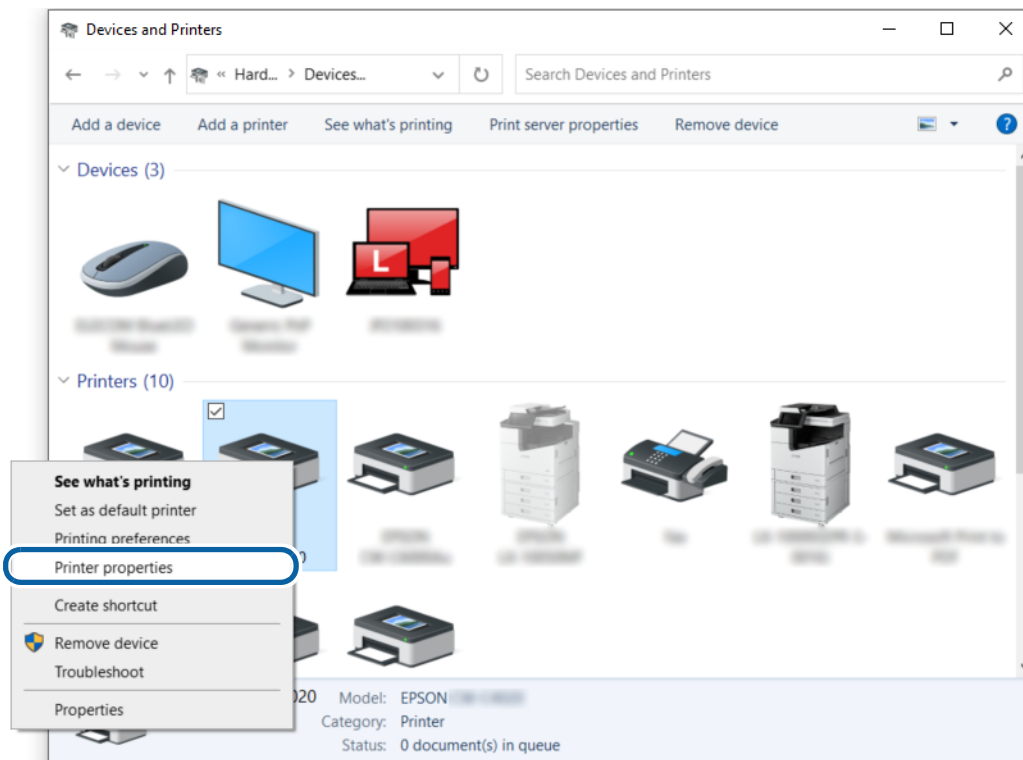 Devices and Printers
« Hard... > Devices...
Search Devices and Printers
Add a device Add a printer See what's printing Print server properties Remove device
Devices (3)
L
Printers (10)
See what's printing
Set as default printer
Printing preferences
Printer properties
Create shortcut
Remove device
Troubleshoot
Properties
020 Model: EPSON
Category: Printer
Status: 0 document(s) in queue